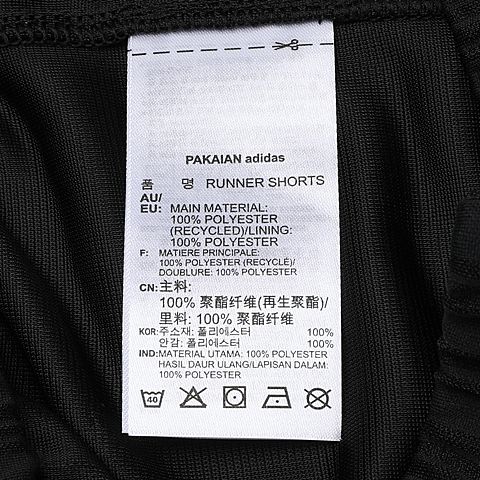 PAKAIAN adidas
품 명 RUNNER SHORTS
AU/
EU: MAIN MATERIAL:
100% POLYESTER
(RECYCLED)/LINING:
100% POLYESTER
F: MATIERE PRINCIPALE:
100% POLYESTER (RECYCLÉ)/
DOUBLURE: 100% POLYESTER
CN: 主料:
100% 聚酯纤维(再生聚酯)/
里料: 100% 聚酯纤维
KOR: 주소재: 폴리에스터 100%
안감: 폴리에스터 100%
IND: MATERIAL UTAMA: 100% POLYESTER
HASIL DAUR ULANG/LAPISAN DALAM:
100% POLYESTER
40